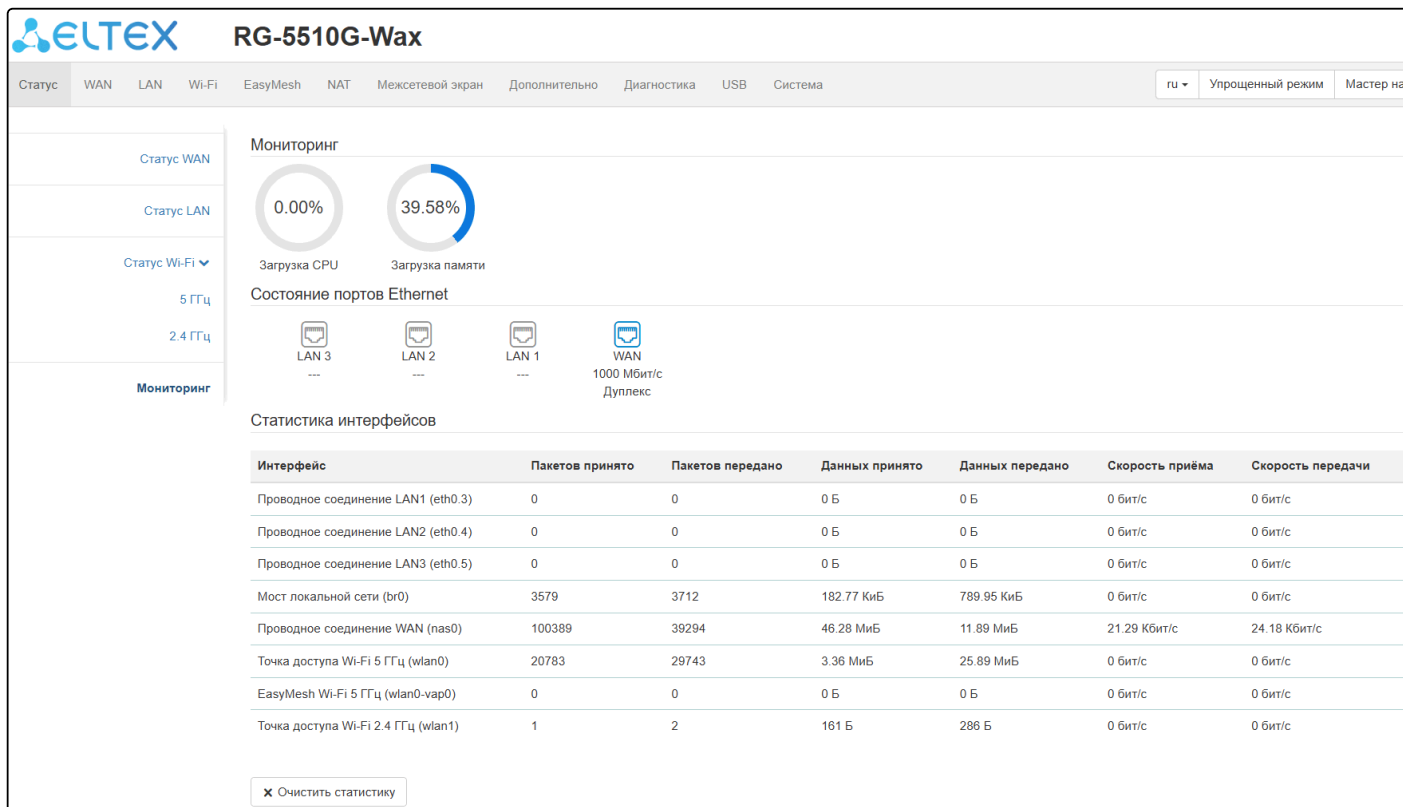 ELTEX RG-5510G-Wax
Статус WAN LAN Wi-Fi EasyMesh NAT Межсетевой экран Дополнительно Диагностика USB Система ru Упрощенный режим Мастер на
Статус WAN
Статус LAN
Статус Wi-Fi
5 ГГц
2.4 ГГц
Мониторинг
Мониторинг
0.00% 39.58%
Загрузка CPU Загрузка памяти
Состояние портов Ethernet
LAN 3 LAN 2 LAN 1 WAN
--- --- --- 1000 Мбит/с
Дуплекс
Статистика интерфейсов
Интерфейс Пакетов принято Пакетов передано Данных принято Данных передано Скорость приёма Скорость передачи
Проводное соединение LAN1 (eth0.3) 0 0 0 Б 0 Б 0 бит/с 0 бит/с
Проводное соединение LAN2 (eth0.4) 0 0 0 Б 0 Б 0 бит/с 0 бит/с
Проводное соединение LAN3 (eth0.5) 0 0 0 Б 0 Б 0 бит/с 0 бит/с
Мост локальной сети (br0) 3579 3712 182.77 КиБ 789.95 КиБ 0 бит/с 0 бит/с
Проводное соединение WAN (nas0) 100389 39294 46.28 МиБ 11.89 МиБ 21.29 Кбит/с 24.18 Кбит/с
Точка доступа Wi-Fi 5 ГГц (wlan0) 20783 29743 3.36 МиБ 25.89 МиБ 0 бит/с 0 бит/с
EasyMesh Wi-Fi 5 ГГц (wlan0-vap0) 0 0 0 Б 0 Б 0 бит/с 0 бит/с
Точка доступа Wi-Fi 2.4 ГГц (wlan1) 1 2 161 Б 286 Б 0 бит/с 0 бит/с
Очистить статистику